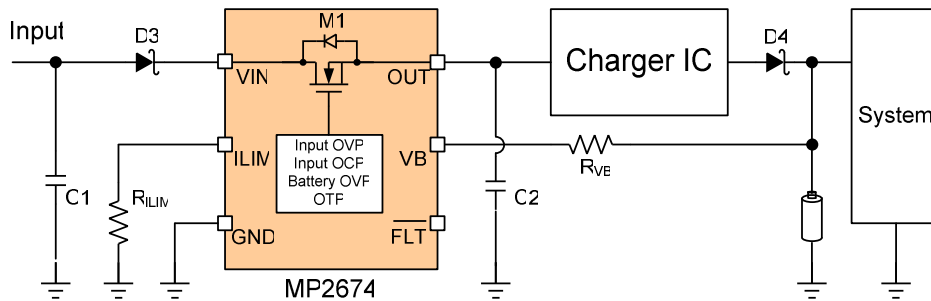 Input
D3
M1
VIN
OUT
Charger IC
D4
System
ILIM
Input OVP
Input OCP
Battery OVP
OTP
VB
RVB
C1
RILIM
GND
FLT
C2
MP2674